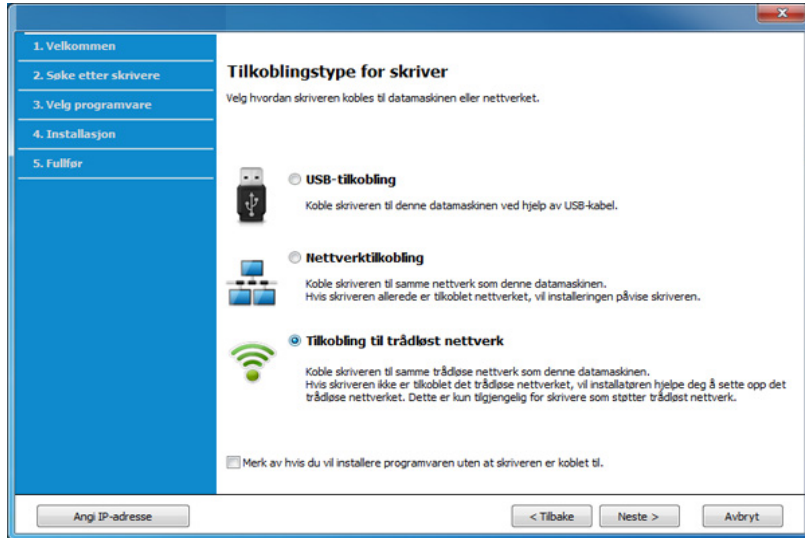 1. Velkommen
2. Søke etter skrivere
3. Velg programvare
4. Installasjon
5. Fullfør
Tilkoblingstype for skriver
Velg hvordan skriveren kobles til datamaskinen eller nettverket.
USB-tilkobling
Koble skriveren til denne datamaskinen ved hjelp av USB-kabel.
Nettverktilkobling
Koble skriveren til samme nettverk som denne datamaskinen.
Hvis skriveren allerede er tilkoblet nettverket, vil installeringen påvise skriveren.
Tilkobling til trådløst nettverk
Koble skriveren til samme trådløse nettverk som denne datamaskinen.
Hvis skriveren ikke er tilkoblet det trådløse nettverket, vil installatøren hjelpe deg å sette opp det
trådløse nettverket. Dette er kun tilgjengelig for skrivere som støtter trådløst nettverk.
Merk av hvis du vil installere programvaren uten at skriveren er koblet til.
Angi IP-adresse
< Tilbake
Neste >
Avbryt